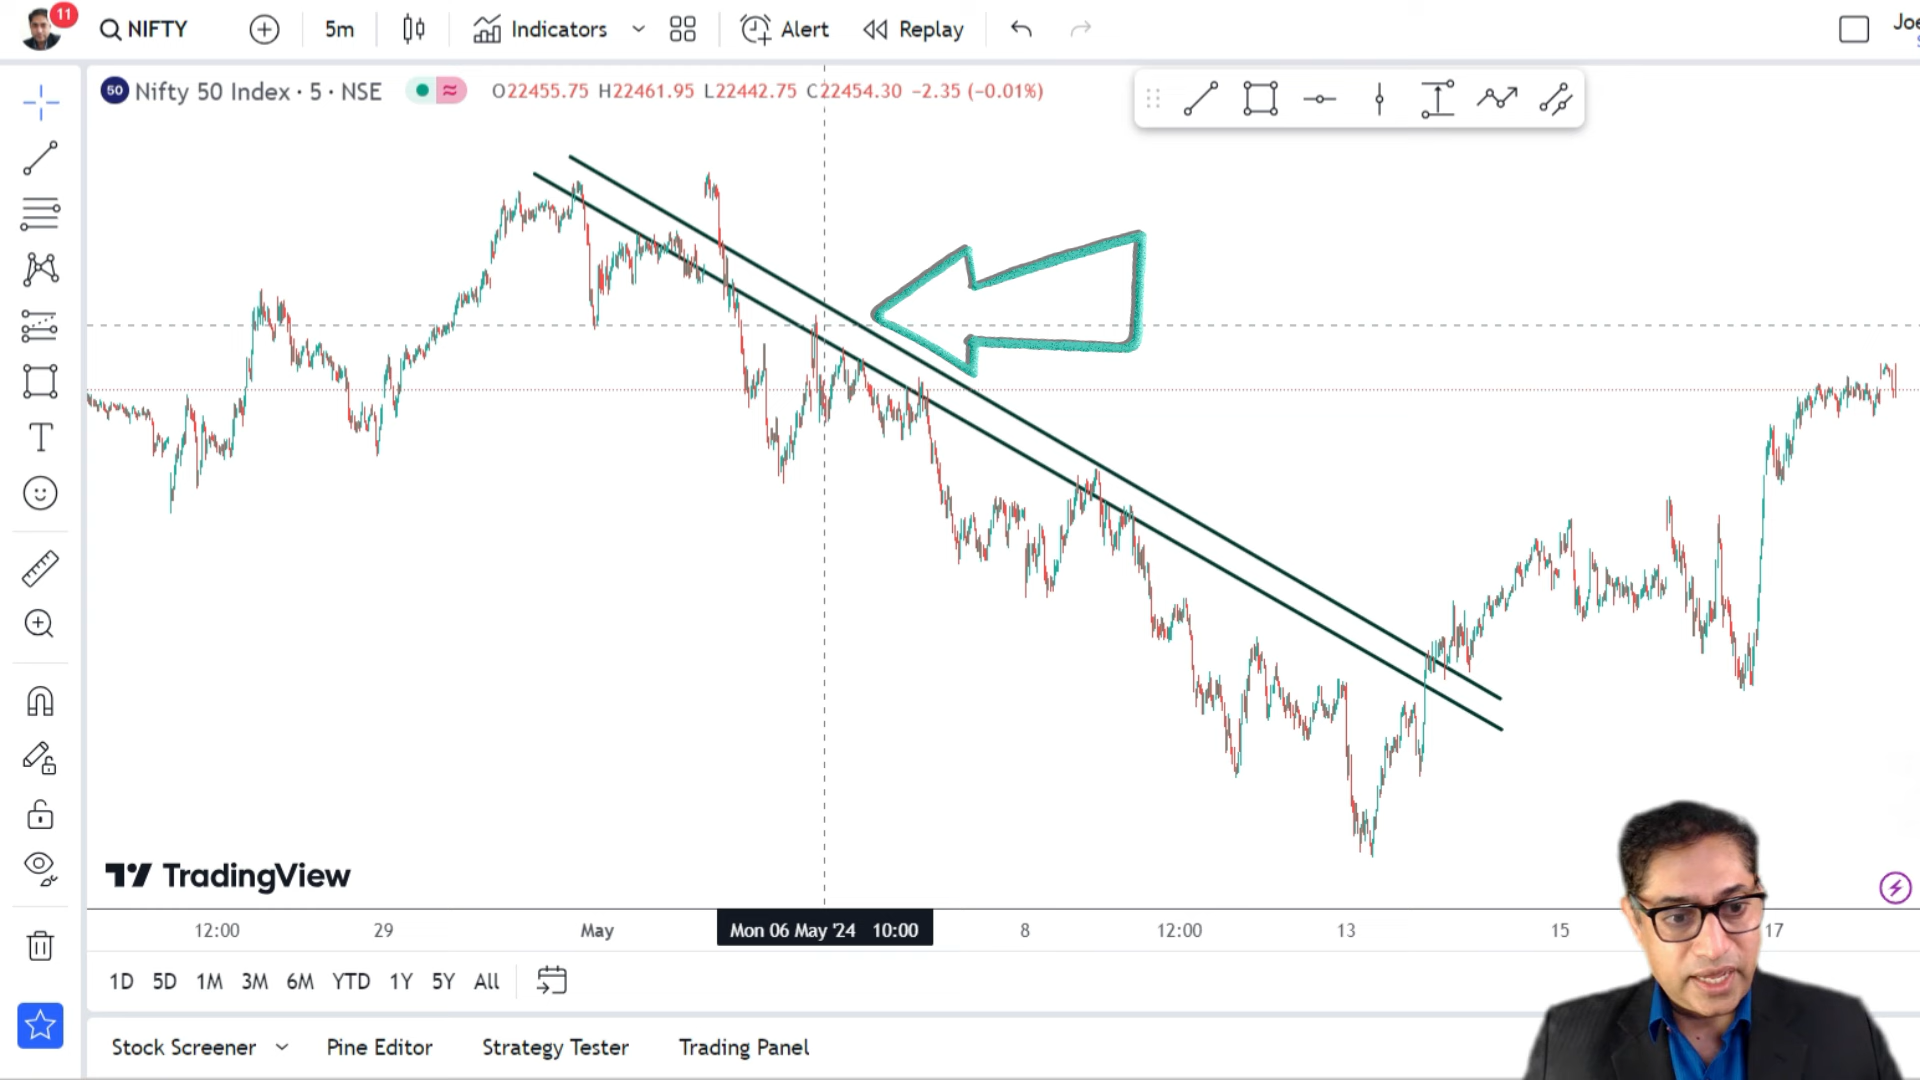 11
NIFTY
5m
Indicators
Alert
Replay
50
Nifty 50 Index · 5 · NSE
O22455.75 H22461.95 L22442.75 C22454.30 −2.35 (−0.01%)
T
TradingView
12:00
29
May
Mon 06 May '24 10:00
8
12:00
13
15
17
1D 5D 1M 3M 6M YTD 1Y 5Y All
Stock Screener
Pine Editor
Strategy Tester
Trading Panel